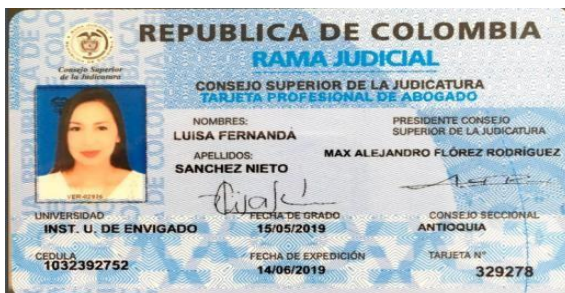 REPUBLICA DE COLOMBIA
RAMA JUDICIAL
Consejo Superior
de la Judicatura
CONSEJO SUPERIOR DE LA JUDICATURA
TARJETA PROFESIONAL DE ABOGADO
NOMBRES:
LUISA FERNANDA
PRESIDENTE CONSEJO
SUPERIOR DE LA JUDICATURA
APELLIDOS:
SANCHEZ NIETO
MAX ALEJANDRO FLÓREZ RODRÍGUEZ
UNIVERSIDAD
INST. U. DE ENVIGADO
FECHA DE GRADO
15/05/2019
CONSEJO SECCIONAL
ANTIOQUIA
CEDULA
1032392752
FECHA DE EXPEDICIÓN
14/06/2019
TARJETA N°
329278